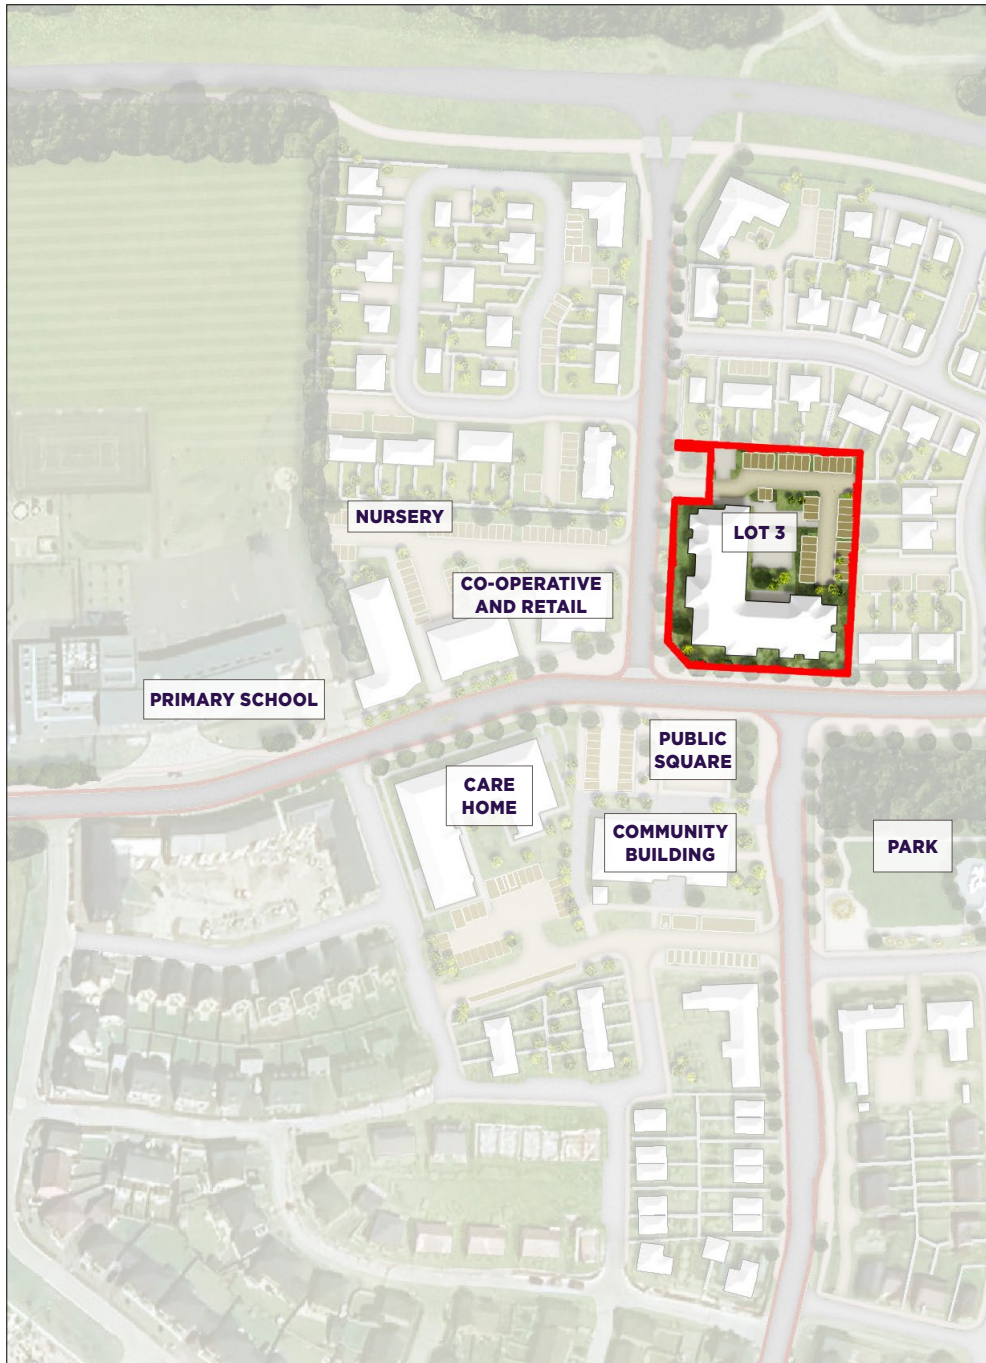 NURSERY
LOT 3
CO-OPERATIVE
AND RETAIL
PRIMARY SCHOOL
PUBLIC
SQUARE
CARE
HOME
COMMUNITY
BUILDING
PARK